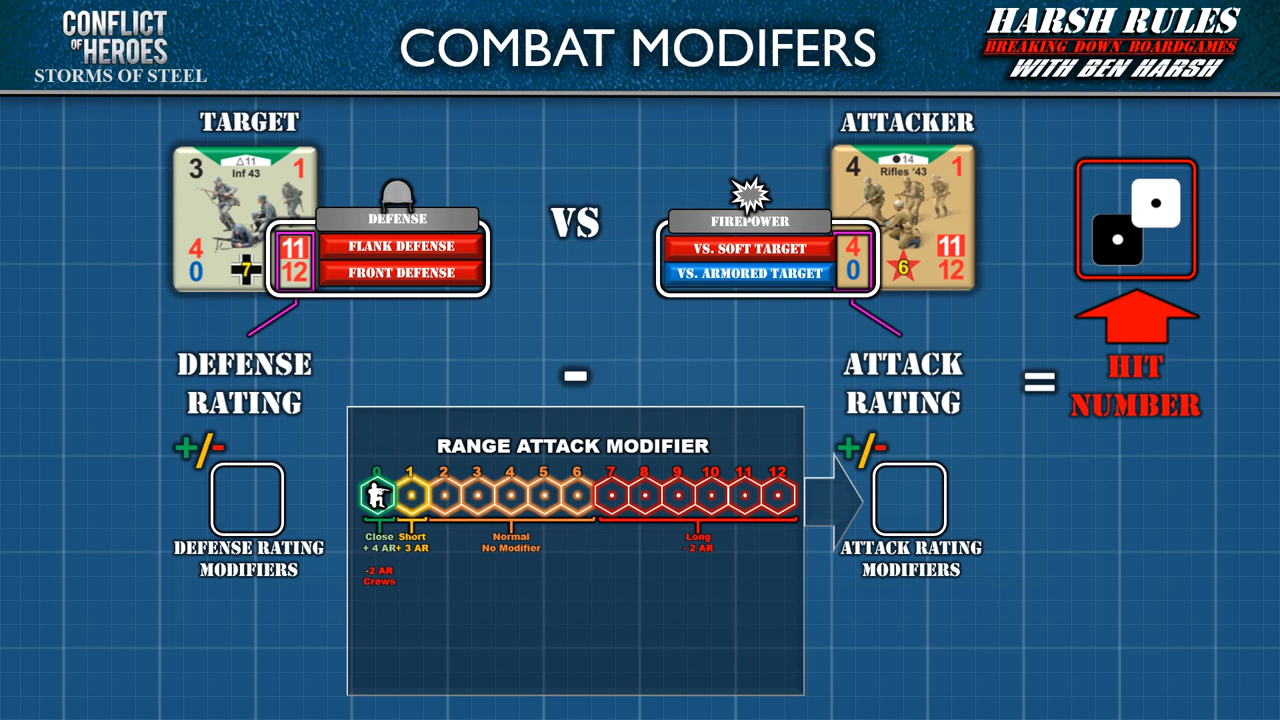 CONFLICT
OF HEROES
STORMS OF STEEL
COMBAT MODIFERS
HARSH RULES
BREAKING DOWN BOARDGAMES
WITH BEN HARSH
TARGET
3
△11
1
Inf 43
4
0
7
11
12
DEFENSE
FLANK DEFENSE
FRONT DEFENSE
VS
ATTACKER
4
●14
1
Rifles '43
FIREPOWER
VS. SOFT TARGET
VS. ARMORED TARGET
4
0
6
11
12
DEFENSE
RATING
-
ATTACK
RATING
=
HIT
NUMBER
+/-
DEFENSE RATING
MODIFIERS
RANGE ATTACK MODIFIER
0 1 2 3 4 5 6 7 8 9 10 11 12
Close Short Normal Long
+ 4 AR + 3 AR No Modifier - 2 AR
-2 AR
Crews
+/-
ATTACK RATING
MODIFIERS